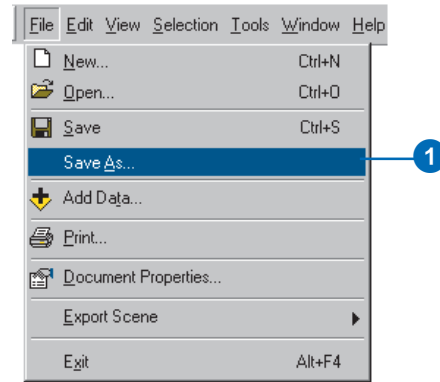 File Edit View Selection Tools Window Help
New... Ctrl+N
Open... Ctrl+O
Save Ctrl+S
Save As...
1
Add Data...
Print...
Document Properties...
Export Scene
Exit Alt+F4